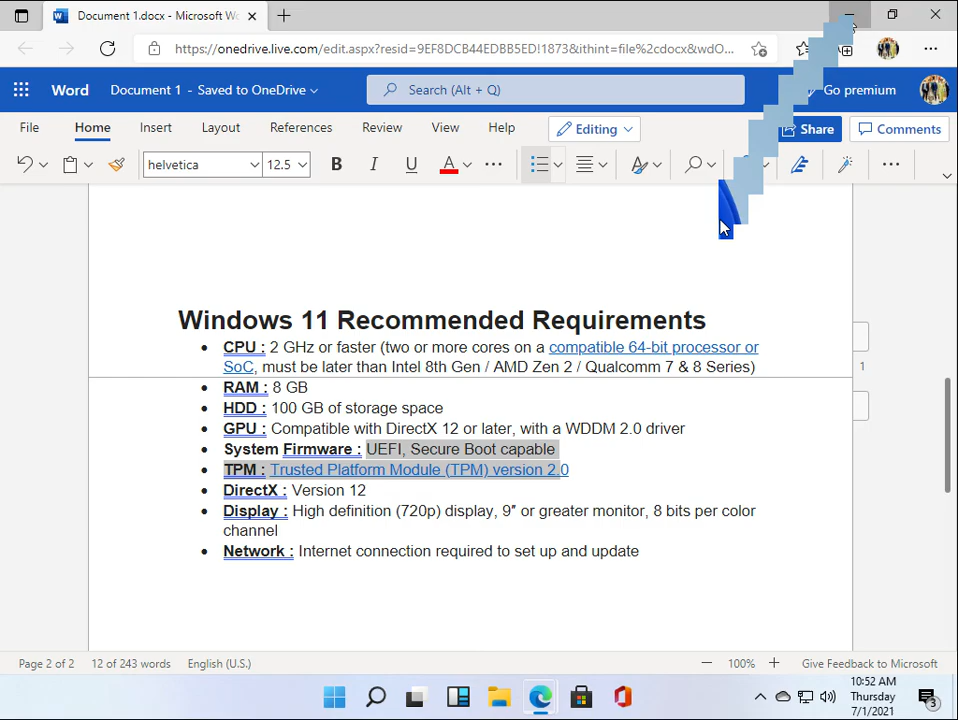 Document 1.docx - Microsoft Wo
https://onedrive.live.com/edit.aspx?resid=9EF8DCB44EDBB5ED!1873&ithint=file%2cdocx&wdO...
Word Document 1 - Saved to OneDrive Search (Alt + Q) Go premium
File Home Insert Layout References Review View Help Editing Share Comments
helvetica 12.5 B I U A
Windows 11 Recommended Requirements
• CPU : 2 GHz or faster (two or more cores on a compatible 64-bit processor or
SoC, must be later than Intel 8th Gen / AMD Zen 2 / Qualcomm 7 & 8 Series)
1
• RAM : 8 GB
• HDD : 100 GB of storage space
• GPU : Compatible with DirectX 12 or later, with a WDDM 2.0 driver
• System Firmware : UEFI, Secure Boot capable
• TPM : Trusted Platform Module (TPM) version 2.0
• DirectX : Version 12
• Display : High definition (720p) display, 9″ or greater monitor, 8 bits per color
channel
• Network : Internet connection required to set up and update
Page 2 of 2 12 of 243 words English (U.S.) 100% Give Feedback to Microsoft
10:52 AM
Thursday
7/1/2021
3